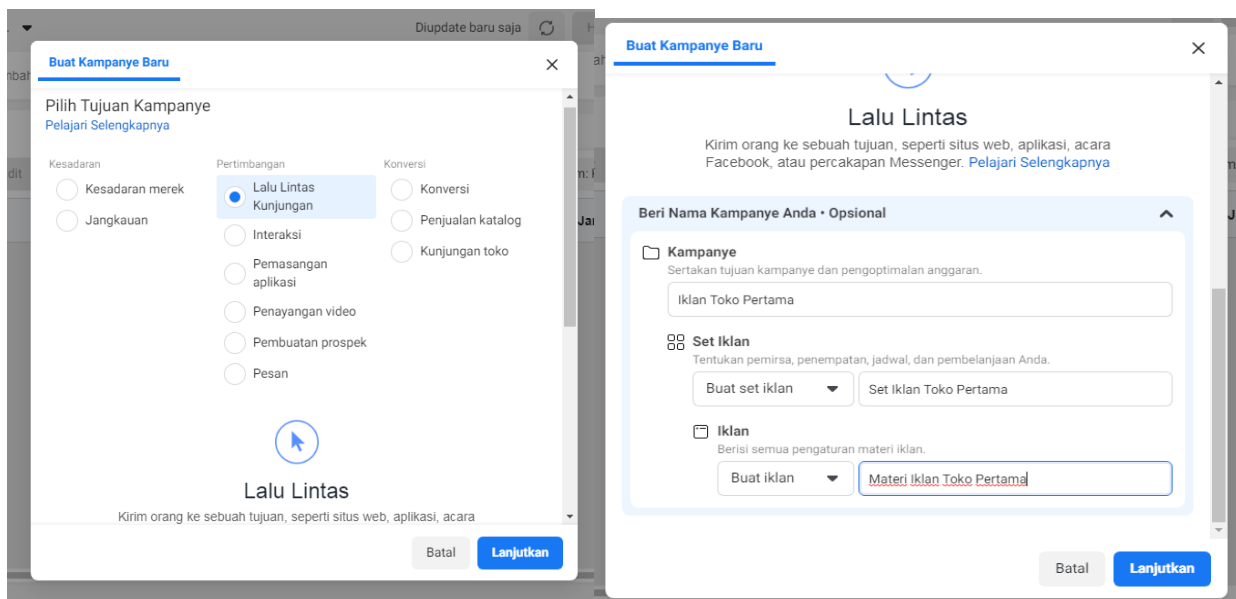 Diupdate baru saja
Buat Kampanye Baru
Pilih Tujuan Kampanye
Pelajari Selengkapnya
Kesadaran
Kesadaran merek
Jangkauan
Pertimbangan
Lalu Lintas
Kunjungan
Interaksi
Pemasangan
aplikasi
Penayangan video
Pembuatan prospek
Pesan
Konversi
Konversi
Penjualan katalog
Kunjungan toko
Lalu Lintas
Kirim orang ke sebuah tujuan, seperti situs web, aplikasi, acara
Batal
Lanjutkan
Buat Kampanye Baru
Lalu Lintas
Kirim orang ke sebuah tujuan, seperti situs web, aplikasi, acara
Facebook, atau percakapan Messenger. Pelajari Selengkapnya
Beri Nama Kampanye Anda • Opsional
Kampanye
Sertakan tujuan kampanye dan pengoptimalan anggaran.
Iklan Toko Pertama
Set Iklan
Tentukan pemirsa, penempatan, jadwal, dan pembelanjaan Anda.
Buat set iklan
Set Iklan Toko Pertama
Iklan
Berisi semua pengaturan materi iklan.
Buat iklan
Materi Iklan Toko Pertama
Batal
Lanjutkan